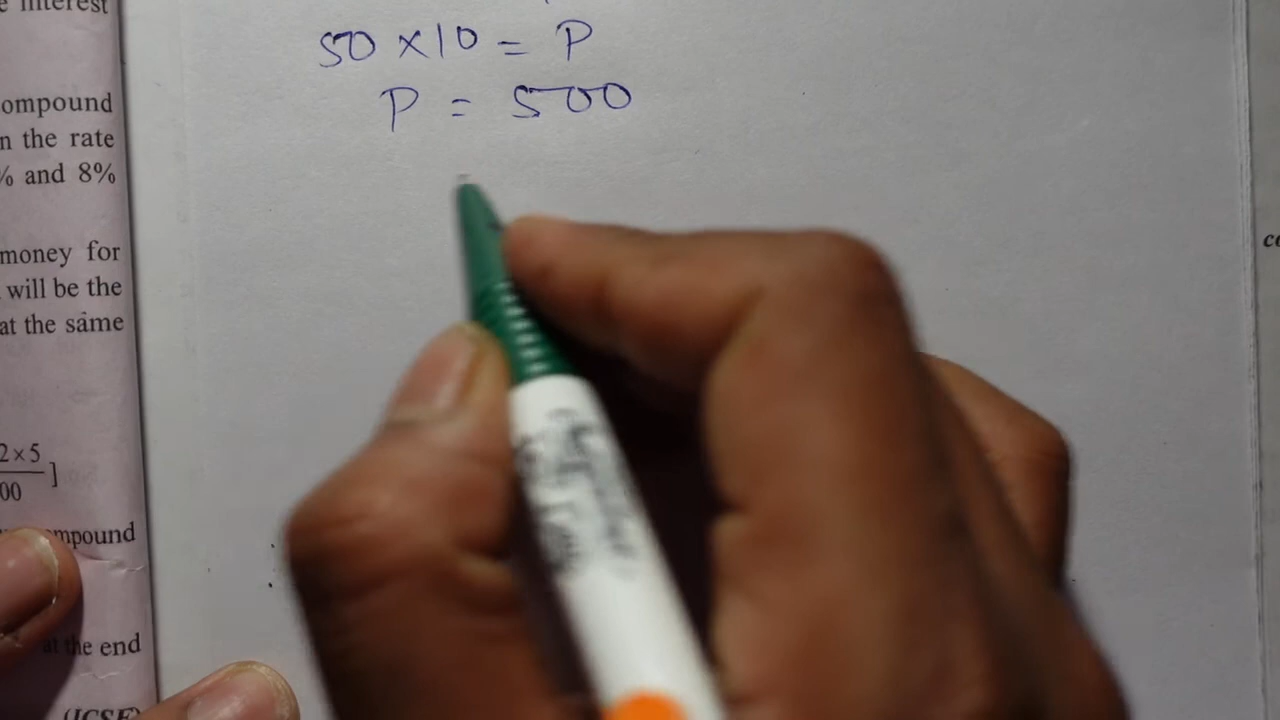 interest
50 × 10 = P
P = 500
ompound
n the rate
% and 8%
money for
will be the
at the same
2 × 5
00
]
mpound
at the end
(ICSE)